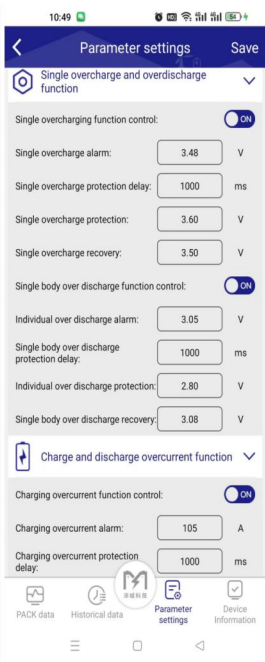 10:49
54
Parameter settings
Save
Single overcharge and overdischarge
function
Single overcharging function control:
ON
Single overcharge alarm:
3.48
V
Single overcharge protection delay:
1000
ms
Single overcharge protection:
3.60
V
Single overcharge recovery:
3.50
V
Single body over discharge function control:
ON
Individual over discharge alarm:
3.05
V
Single body over discharge
protection delay:
1000
ms
Individual over discharge protection:
2.80
V
Single body over discharge recovery:
3.08
V
Charge and discharge overcurrent function
Charging overcurrent function control:
ON
Charging overcurrent alarm:
105
A
Charging overcurrent protection
delay:
1000
ms
PACK data
Historical data
Parameter
settings
Device
Information